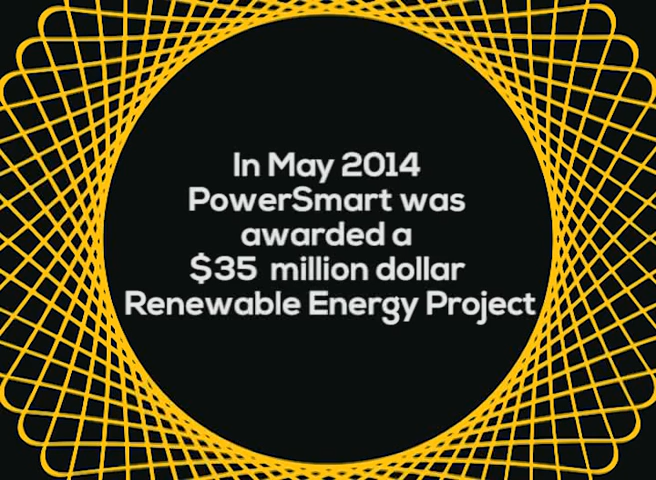 In May 2014
PowerSmart was
awarded a
$35 million dollar
Renewable Energy Project